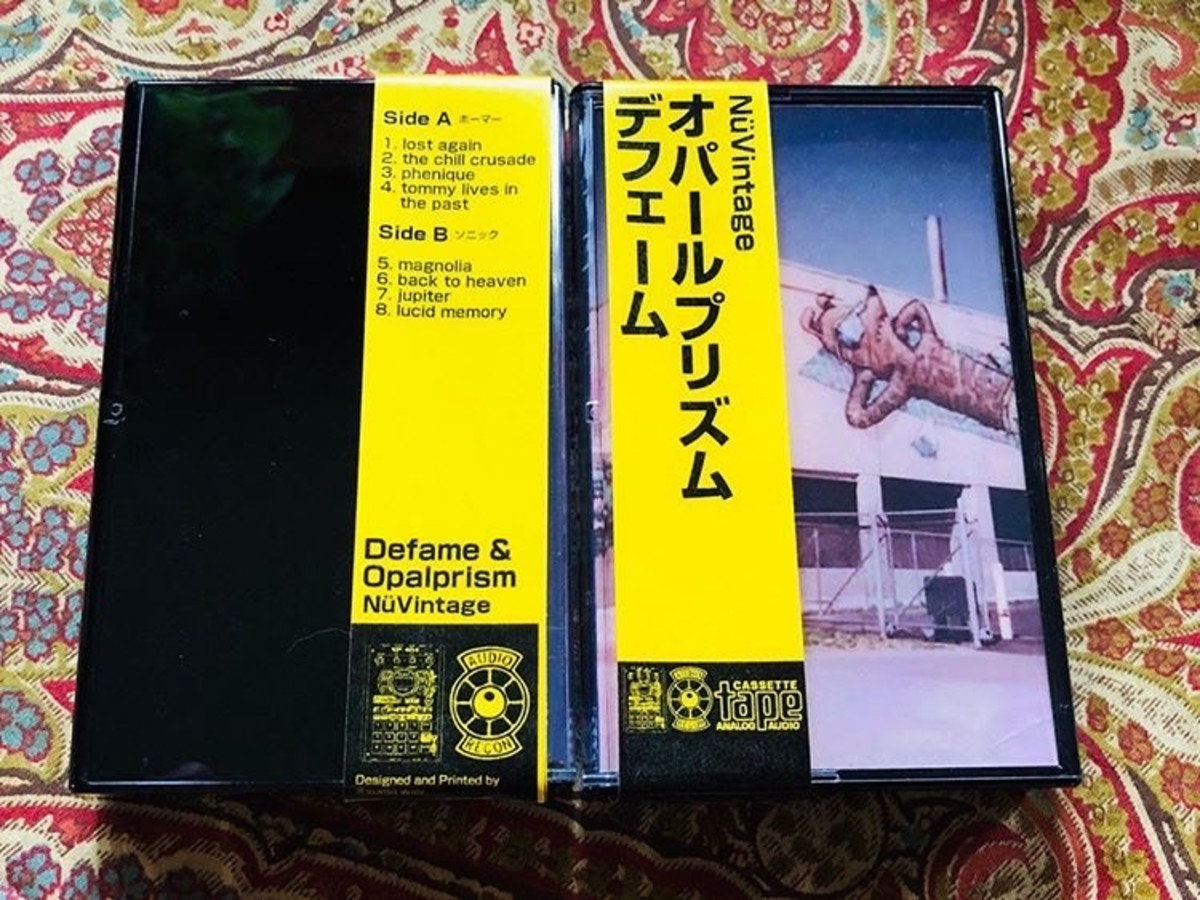 Side A ホーマー
1. lost again
2. the chill crusade
3. phenique
4. tommy lives in
the past
Side B ソニック
5. magnolia
6. back to heaven
7. jupiter
8. lucid memory
Defame &
Opalprism
NüVintage
AUDIO
RECON
Designed and Printed by
NüVintage
オパールプリズム
デフェーム
CASSETTE
tape
ANALOG AUDIO